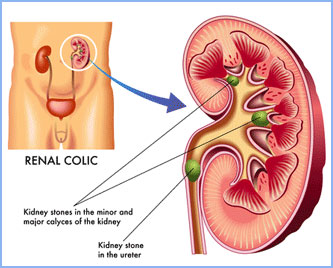 RENAL COLIC
Kidney stones in the minor and
major calyces of the kidney
Kidney stone
in the ureter